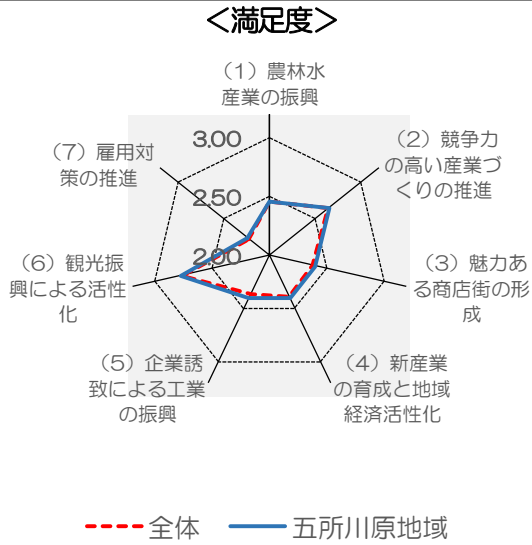 ＜満足度＞
（1）農林水
産業の振興
3.00
（2）競争力
の高い産業づ
くりの推進
（7）雇用対
策の推進
2.50
2.00
（6）観光振
興による活性
化
（3）魅力あ
る商店街の形
成
（5）企業誘
致による工業
の振興
（4）新産業
の育成と地域
経済活性化
全体
五所川原地域